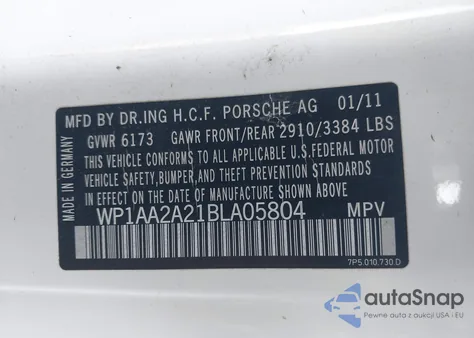 MFD BY DR.ING H.C.F. PORSCHE AG 01/11
GVWR 6173 GAWR FRONT/REAR 2910/3384 LBS
THIS VEHICLE CONFORMS TO ALL APPLICABLE U.S.FEDERAL MOTOR
VEHICLE SAFETY, BUMPER, AND THEFT PREVENTION STANDARDS
IN EFFECT ON THE DATE OF MANUFACTURE SHOWN ABOVE.
WP1AA2A21BLA05804 MPV
MADE IN GERMANY
7P5.010.730.D
autoSnap
Pewne auta z USA i EU